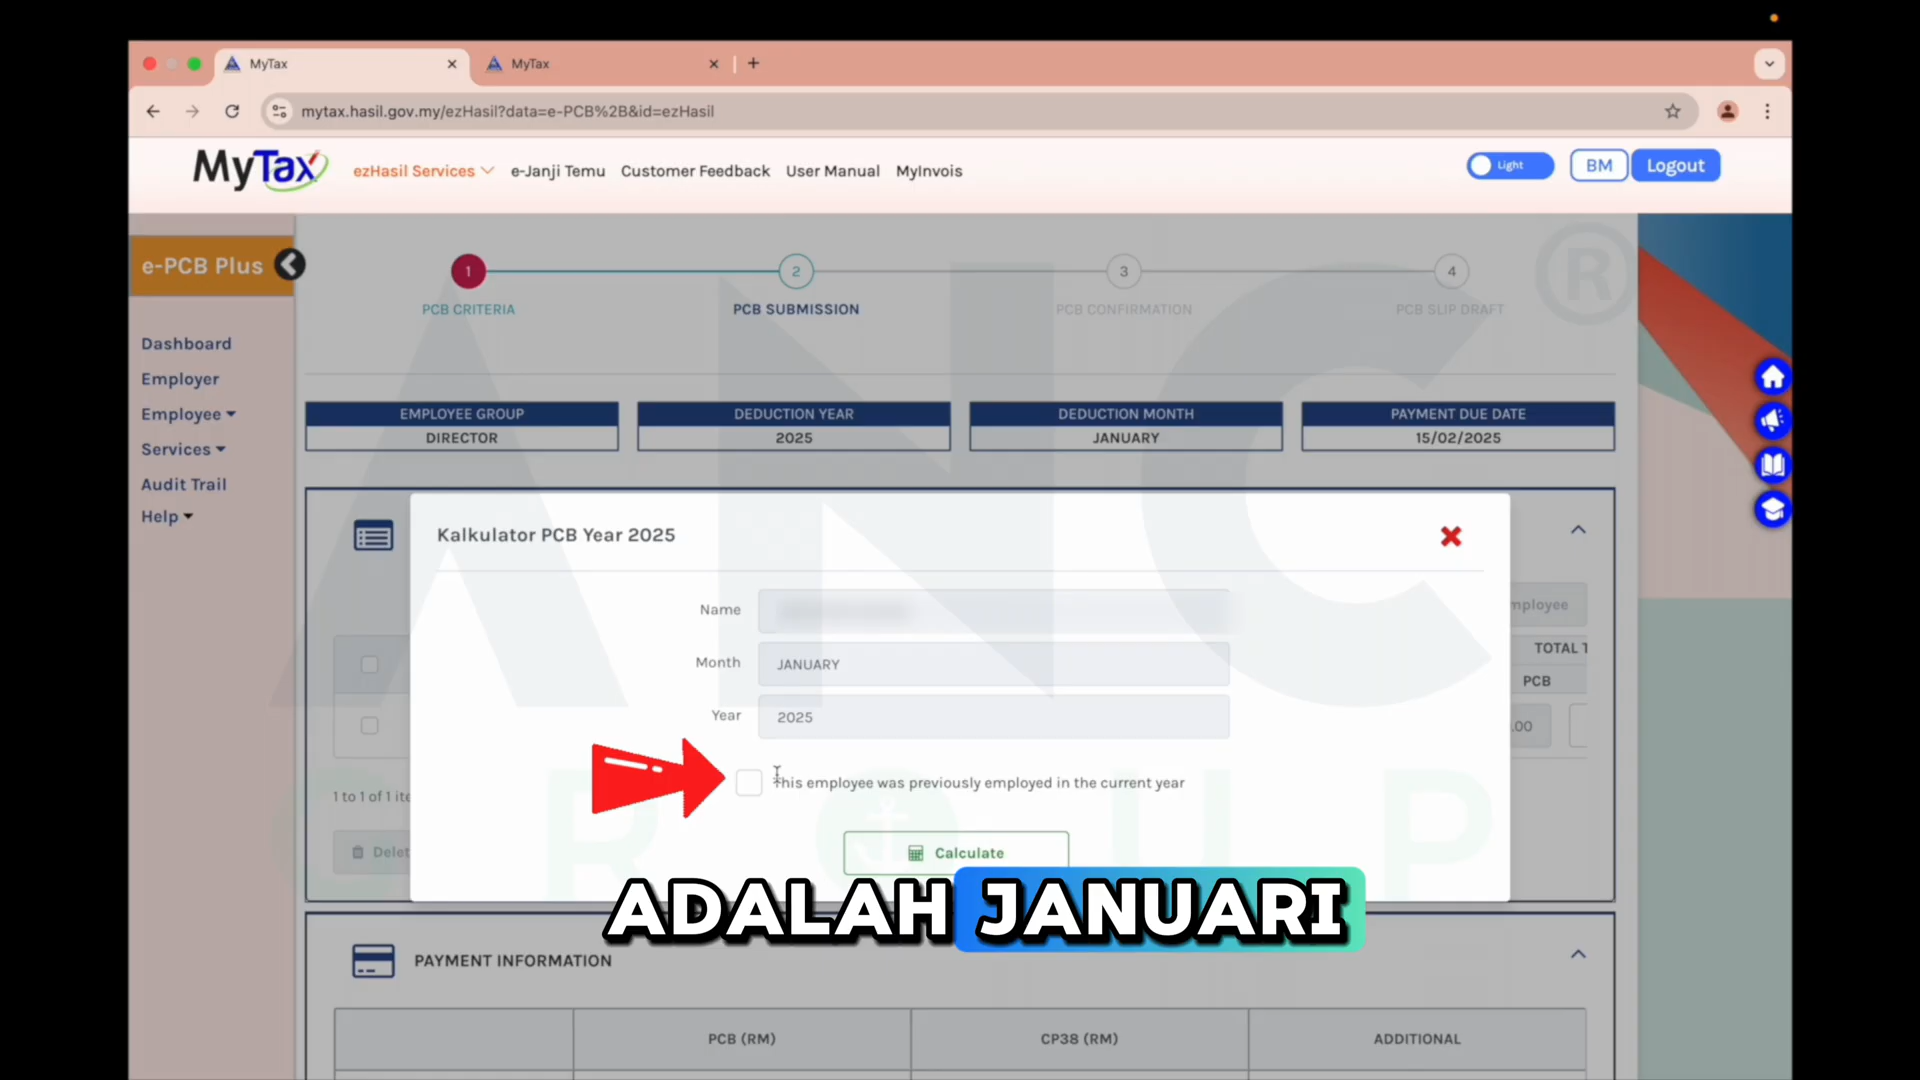 MyTax
MyTax
mytax.hasil.gov.my/ezHasil?data=e-PCB%2B&id=ezHasil
MyTax
ezHasil Services
e-Janji Temu
Customer Feedback
User Manual
MyInvois
Light
BM
Logout
e-PCB Plus
Dashboard
Employer
Employee
Services
Audit Trail
Help
1
2
3
4
PCB CRITERIA
PCB SUBMISSION
PCB CONFIRMATION
PCB SLIP DRAFT
EMPLOYEE GROUP
DIRECTOR
DEDUCTION YEAR
2025
DEDUCTION MONTH
JANUARY
PAYMENT DUE DATE
15/02/2025
ANC ®
GROUP
Kalkulator PCB Year 2025
Name
Month
JANUARY
Year
2025
This employee was previously employed in the current year
Calculate
mployee
TOTAL T
PCB
.00
1 to 1 of 1 ite
Delet
ADALAH JANUARI
PAYMENT INFORMATION
PCB (RM)
CP38 (RM)
ADDITIONAL